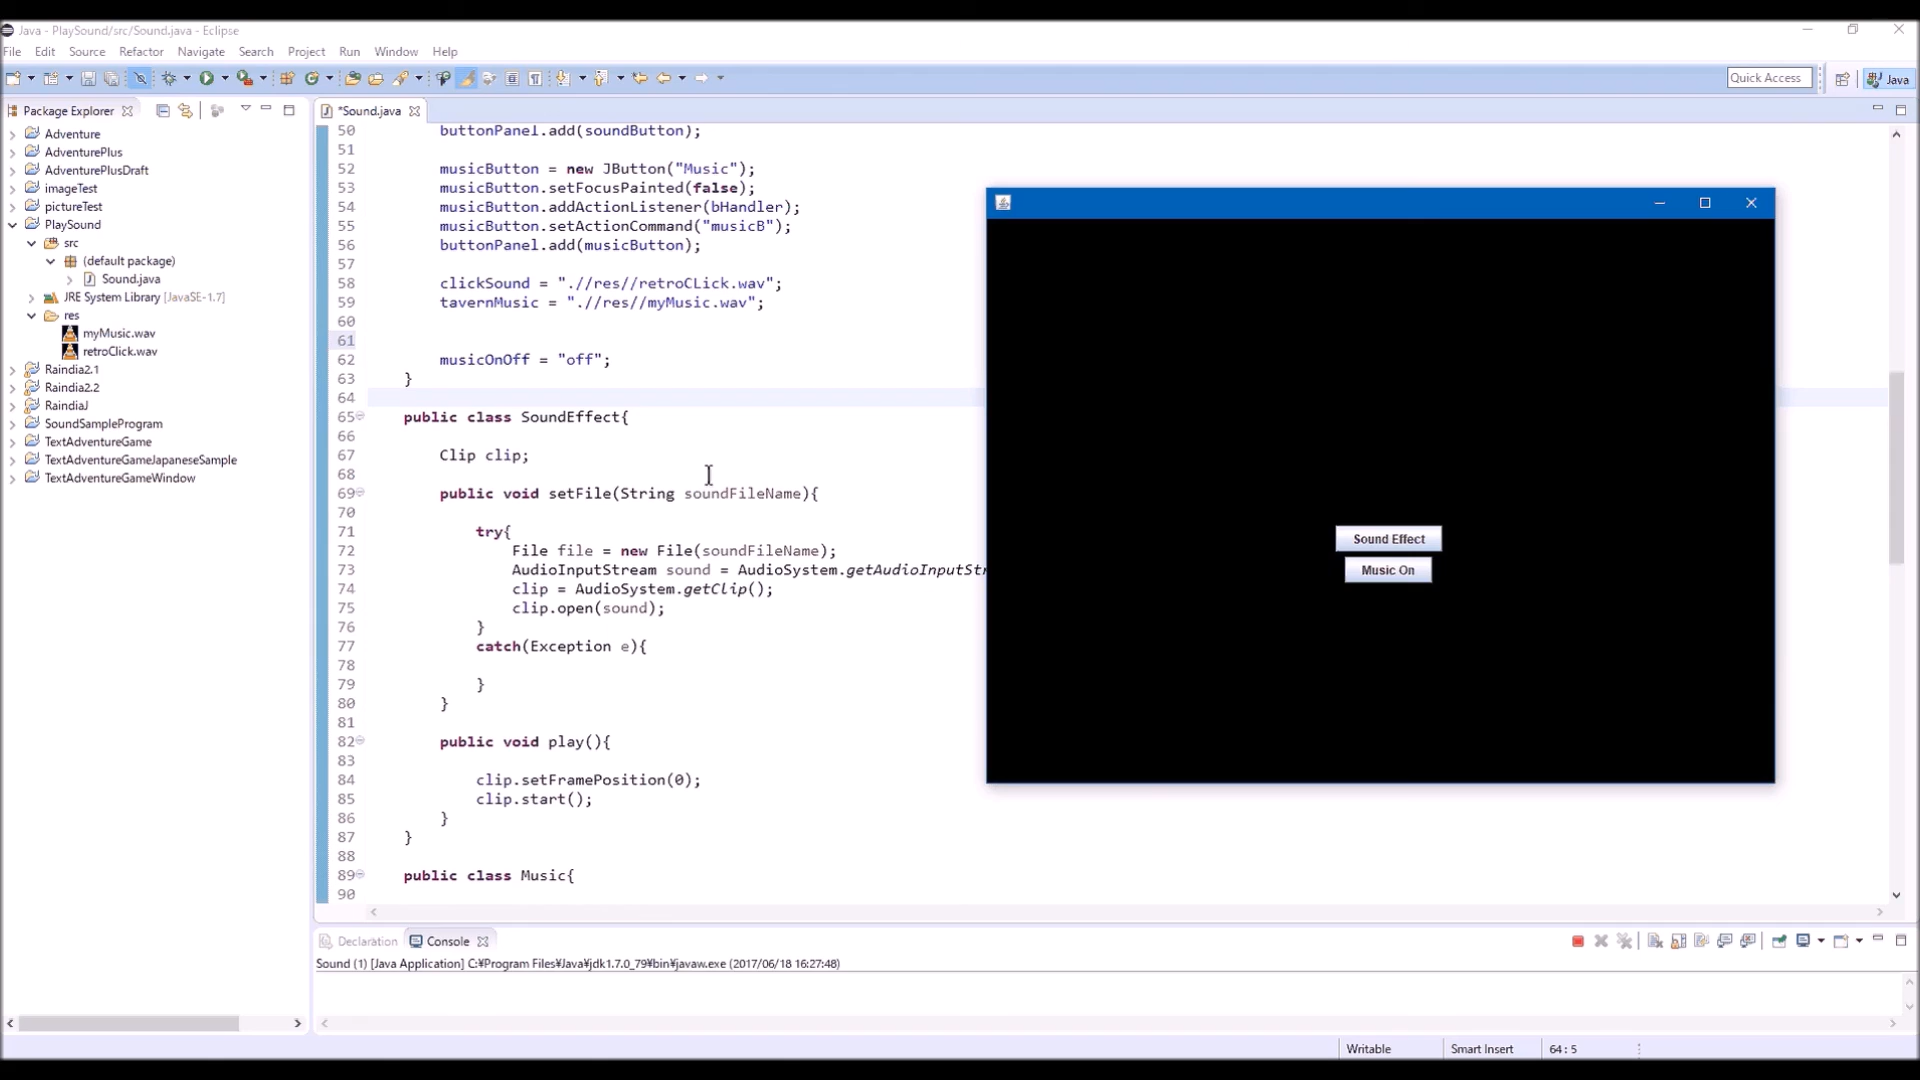 Java - PlaySound/src/Sound.java - Eclipse
File Edit Source Refactor Navigate Search Project Run Window Help
Quick Access
Java
Package Explorer
*Sound.java
Adventure
AdventurePlus
AdventurePlusDraft
imageTest
pictureTest
PlaySound
src
(default package)
Sound.java
JRE System Library [JavaSE-1.7]
res
myMusic.wav
retroClick.wav
Raindia2.1
Raindia2.2
RaindiaJ
SoundSampleProgram
TextAdventureGame
TextAdventureGameJapaneseSample
TextAdventureGameWindow
50 buttonPanel.add(soundButton);
51
52 musicButton = new JButton("Music");
53 musicButton.setFocusPainted(false);
54 musicButton.addActionListener(bHandler);
55 musicButton.setActionCommand("musicB");
56 buttonPanel.add(musicButton);
57
58 clickSound = ".//res//retroCLick.wav";
59 tavernMusic = ".//res//myMusic.wav";
60
61
62 musicOnOff = "off";
63 }
64
65 public class SoundEffect{
66
67 Clip clip;
68
69 public void setFile(String soundFileName){
70
71 try{
72 File file = new File(soundFileName);
73 AudioInputStream sound = AudioSystem.getAudioInputStr
74 clip = AudioSystem.getClip();
75 clip.open(sound);
76 }
77 catch(Exception e){
78
79 }
80 }
81
82 public void play(){
83
84 clip.setFramePosition(0);
85 clip.start();
86 }
87 }
88
89 public class Music{
90
Sound Effect
Music On
Declaration Console
Sound (1) [Java Application] C:¥Program Files¥Java¥jdk1.7.0_79¥bin¥javaw.exe (2017/06/18 16:27:48)
Writable Smart Insert 64 : 5